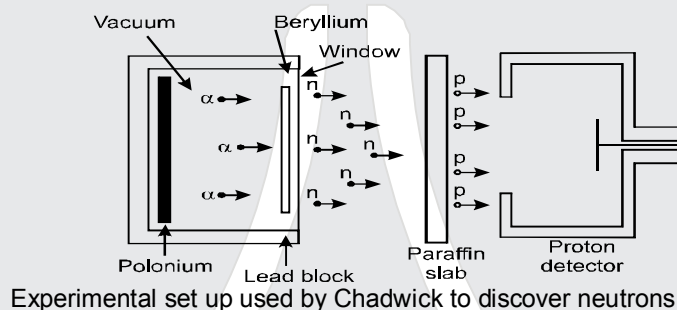 Vacuum
Beryllium
Window
α
α
α
n
n
n
n
n
n
n
p
p
p
p
Polonium
Lead block
Paraffin
slab
Proton
detector
Experimental set up used by Chadwick to discover neutrons